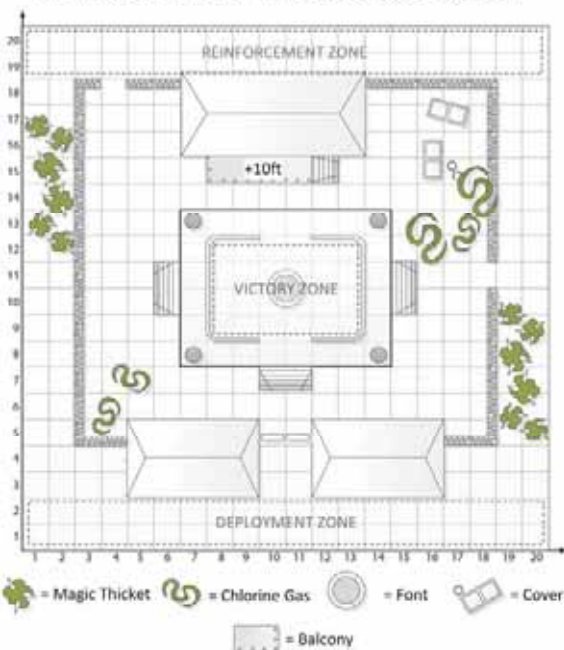 20
19
REINFORCEMENT ZONE
18
17
16
15
+10ft
14
13
12
11
VICTORY ZONE
10
9
8
7
6
5
4
3
2
DEPLOYMENT ZONE
1
1 2 3 4 5 6 7 8 9 10 11 12 13 14 15 16 17 18 19 20
= Magic Thicket = Chlorine Gas = Font = Cover
= Balcony